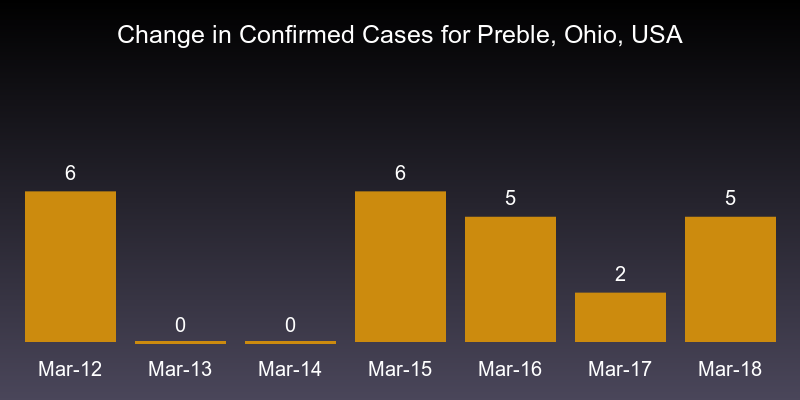 Change in Confirmed Cases for Preble, Ohio, USA
6 0 0 6 5 2 5
Mar-12 Mar-13 Mar-14 Mar-15 Mar-16 Mar-17 Mar-18